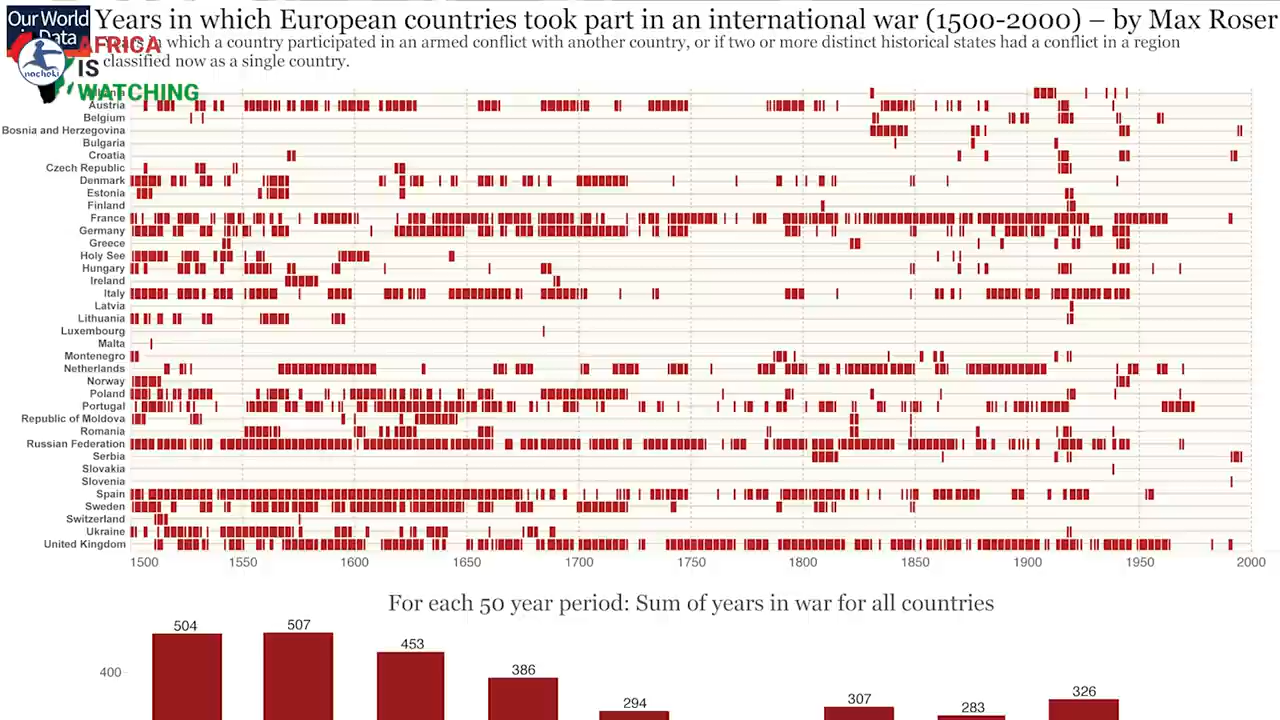 Our World
in Data
Years in which European countries took part in an international war (1500-2000) – by Max Roser
in which a country participated in an armed conflict with another country, or if two or more distinct historical states had a conflict in a region
classified now as a single country.
AFRICA
IS
WATCHING
nachoki
Austria
Belgium
Bosnia and Herzegovina
Bulgaria
Croatia
Czech Republic
Denmark
Estonia
Finland
France
Germany
Greece
Holy See
Hungary
Ireland
Italy
Latvia
Lithuania
Luxembourg
Malta
Montenegro
Netherlands
Norway
Poland
Portugal
Republic of Moldova
Romania
Russian Federation
Serbia
Slovakia
Slovenia
Spain
Sweden
Switzerland
Ukraine
United Kingdom
1500 1550 1600 1650 1700 1750 1800 1850 1900 1950 2000
For each 50 year period: Sum of years in war for all countries
504 507 453 386 294 307 283 326
400